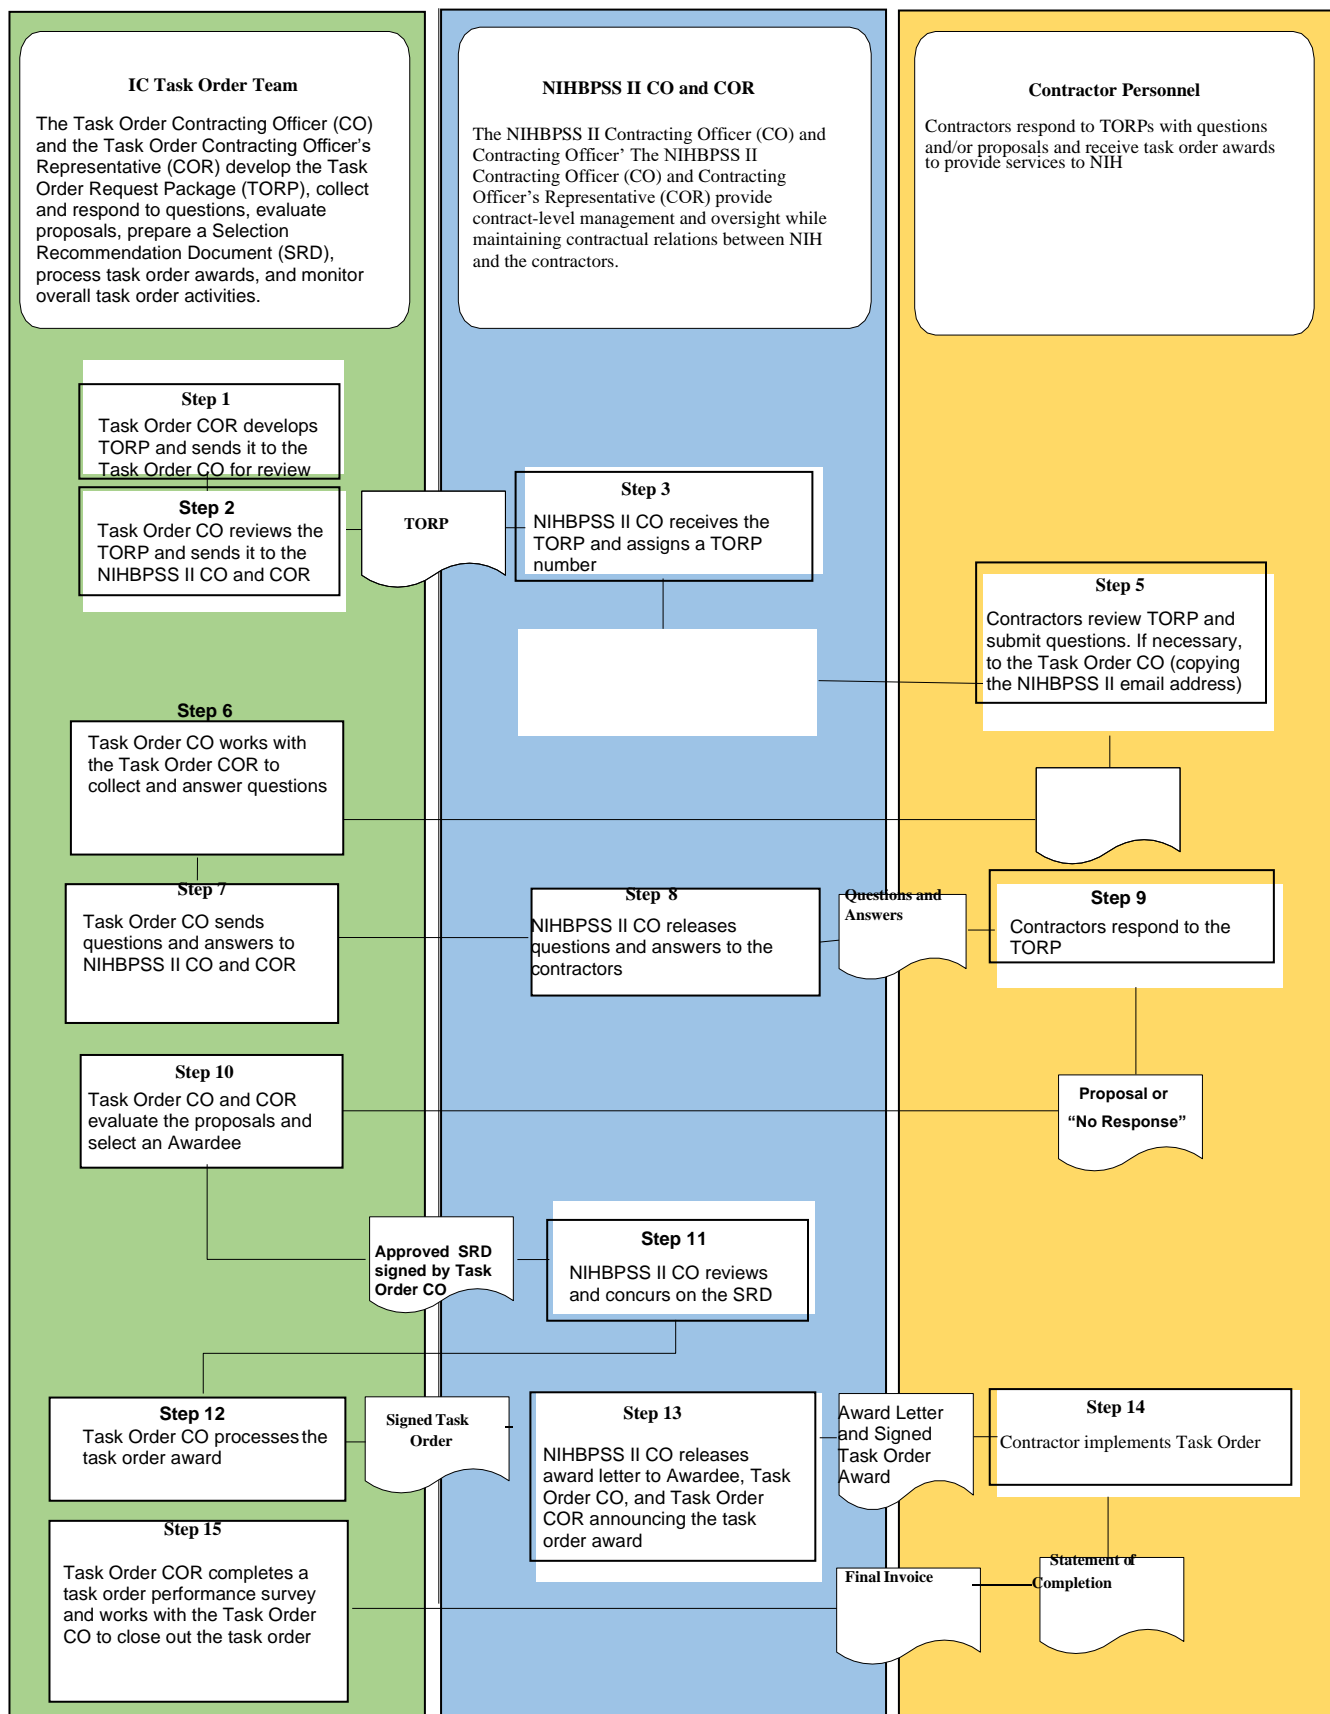 IC Task Order Team
The Task Order Contracting Officer (CO)
and the Task Order Contracting Officer's
Representative (COR) develop the Task
Order Request Package (TORP), collect
and respond to questions, evaluate
proposals, prepare a Selection
Recommendation Document (SRD),
process task order awards, and monitor
overall task order activities.
NIHBPSS II CO and COR
The NIHBPSS II Contracting Officer (CO) and
Contracting Officer' The NIHBPSS II
Contracting Officer (CO) and Contracting
Officer's Representative (COR) provide
contract-level management and oversight while
maintaining contractual relations between NIH
and the contractors.
Contractor Personnel
Contractors respond to TORPs with questions
and/or proposals and receive task order awards
to provide services to NIH
Step 1
Task Order COR develops
TORP and sends it to the
Task Order CO for review
Step 2
Task Order CO reviews the
TORP and sends it to the
NIHBPSS II CO and COR
TORP
Step 3
NIHBPSS II CO receives the
TORP and assigns a TORP
number
Step 5
Contractors review TORP and
submit questions. If necessary,
to the Task Order CO (copying
the NIHBPSS II email address)
Step 6
Task Order CO works with
the Task Order COR to
collect and answer questions
Step 7
Task Order CO sends
questions and answers to
NIHBPSS II CO and COR
Step 8
NIHBPSS II CO releases
questions and answers to the
contractors
Questions and
Answers
Step 9
Contractors respond to the
TORP
Step 10
Task Order CO and COR
evaluate the proposals and
select an Awardee
Proposal or
“No Response”
Approved SRD
signed by Task
Order CO
Step 11
NIHBPSS II CO reviews
and concurs on the SRD
Step 12
Task Order CO processes the
task order award
Signed Task
Order
Step 13
NIHBPSS II CO releases
award letter to Awardee, Task
Order CO, and Task Order
COR announcing the task
order award
Award Letter
and Signed
Task Order
Award
Step 14
Contractor implements Task Order
Step 15
Task Order COR completes a
task order performance survey
and works with the Task Order
CO to close out the task order
Final Invoice
Statement of
Completion